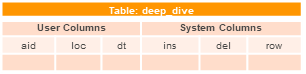 Table: deep_dive
User Columns System Columns
aid loc dt ins del row